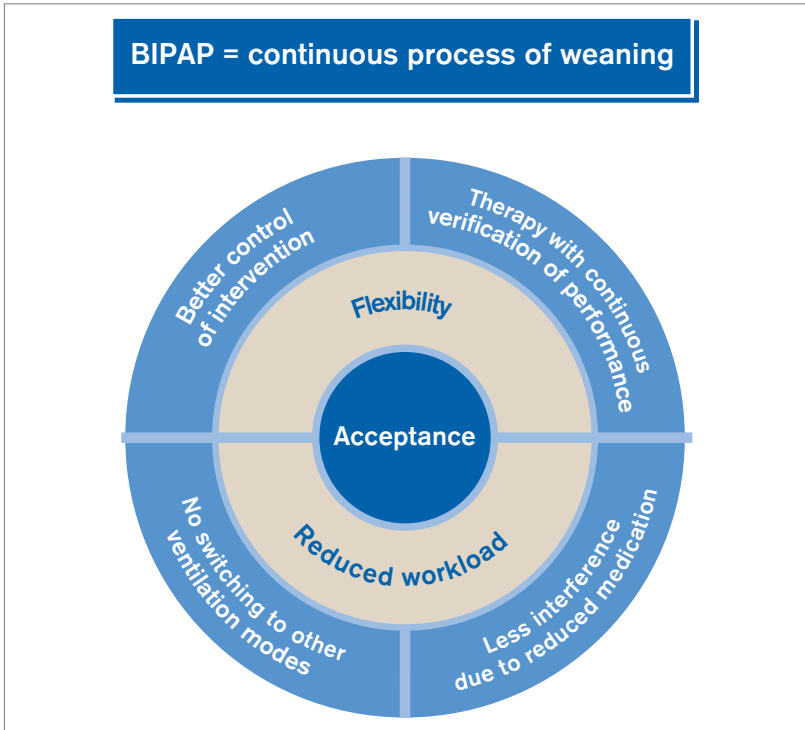 BIPAP = continuous process of weaning
Better control
of intervention
Therapy with continuous
verification of performance
Flexibility
Acceptance
Reduced workload
No switching to other
ventilation modes
Less interference
due to reduced medication